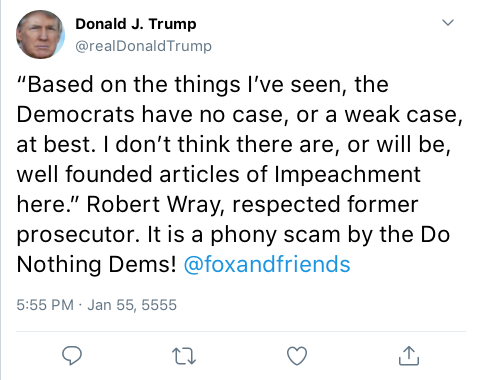 Donald J. Trump
@realDonaldTrump
“Based on the things I’ve seen, the
Democrats have no case, or a weak case,
at best. I don’t think there are, or will be,
well founded articles of Impeachment
here.” Robert Wray, respected former
prosecutor. It is a phony scam by the Do
Nothing Dems! @foxandfriends
5:55 PM · Jan 55, 5555